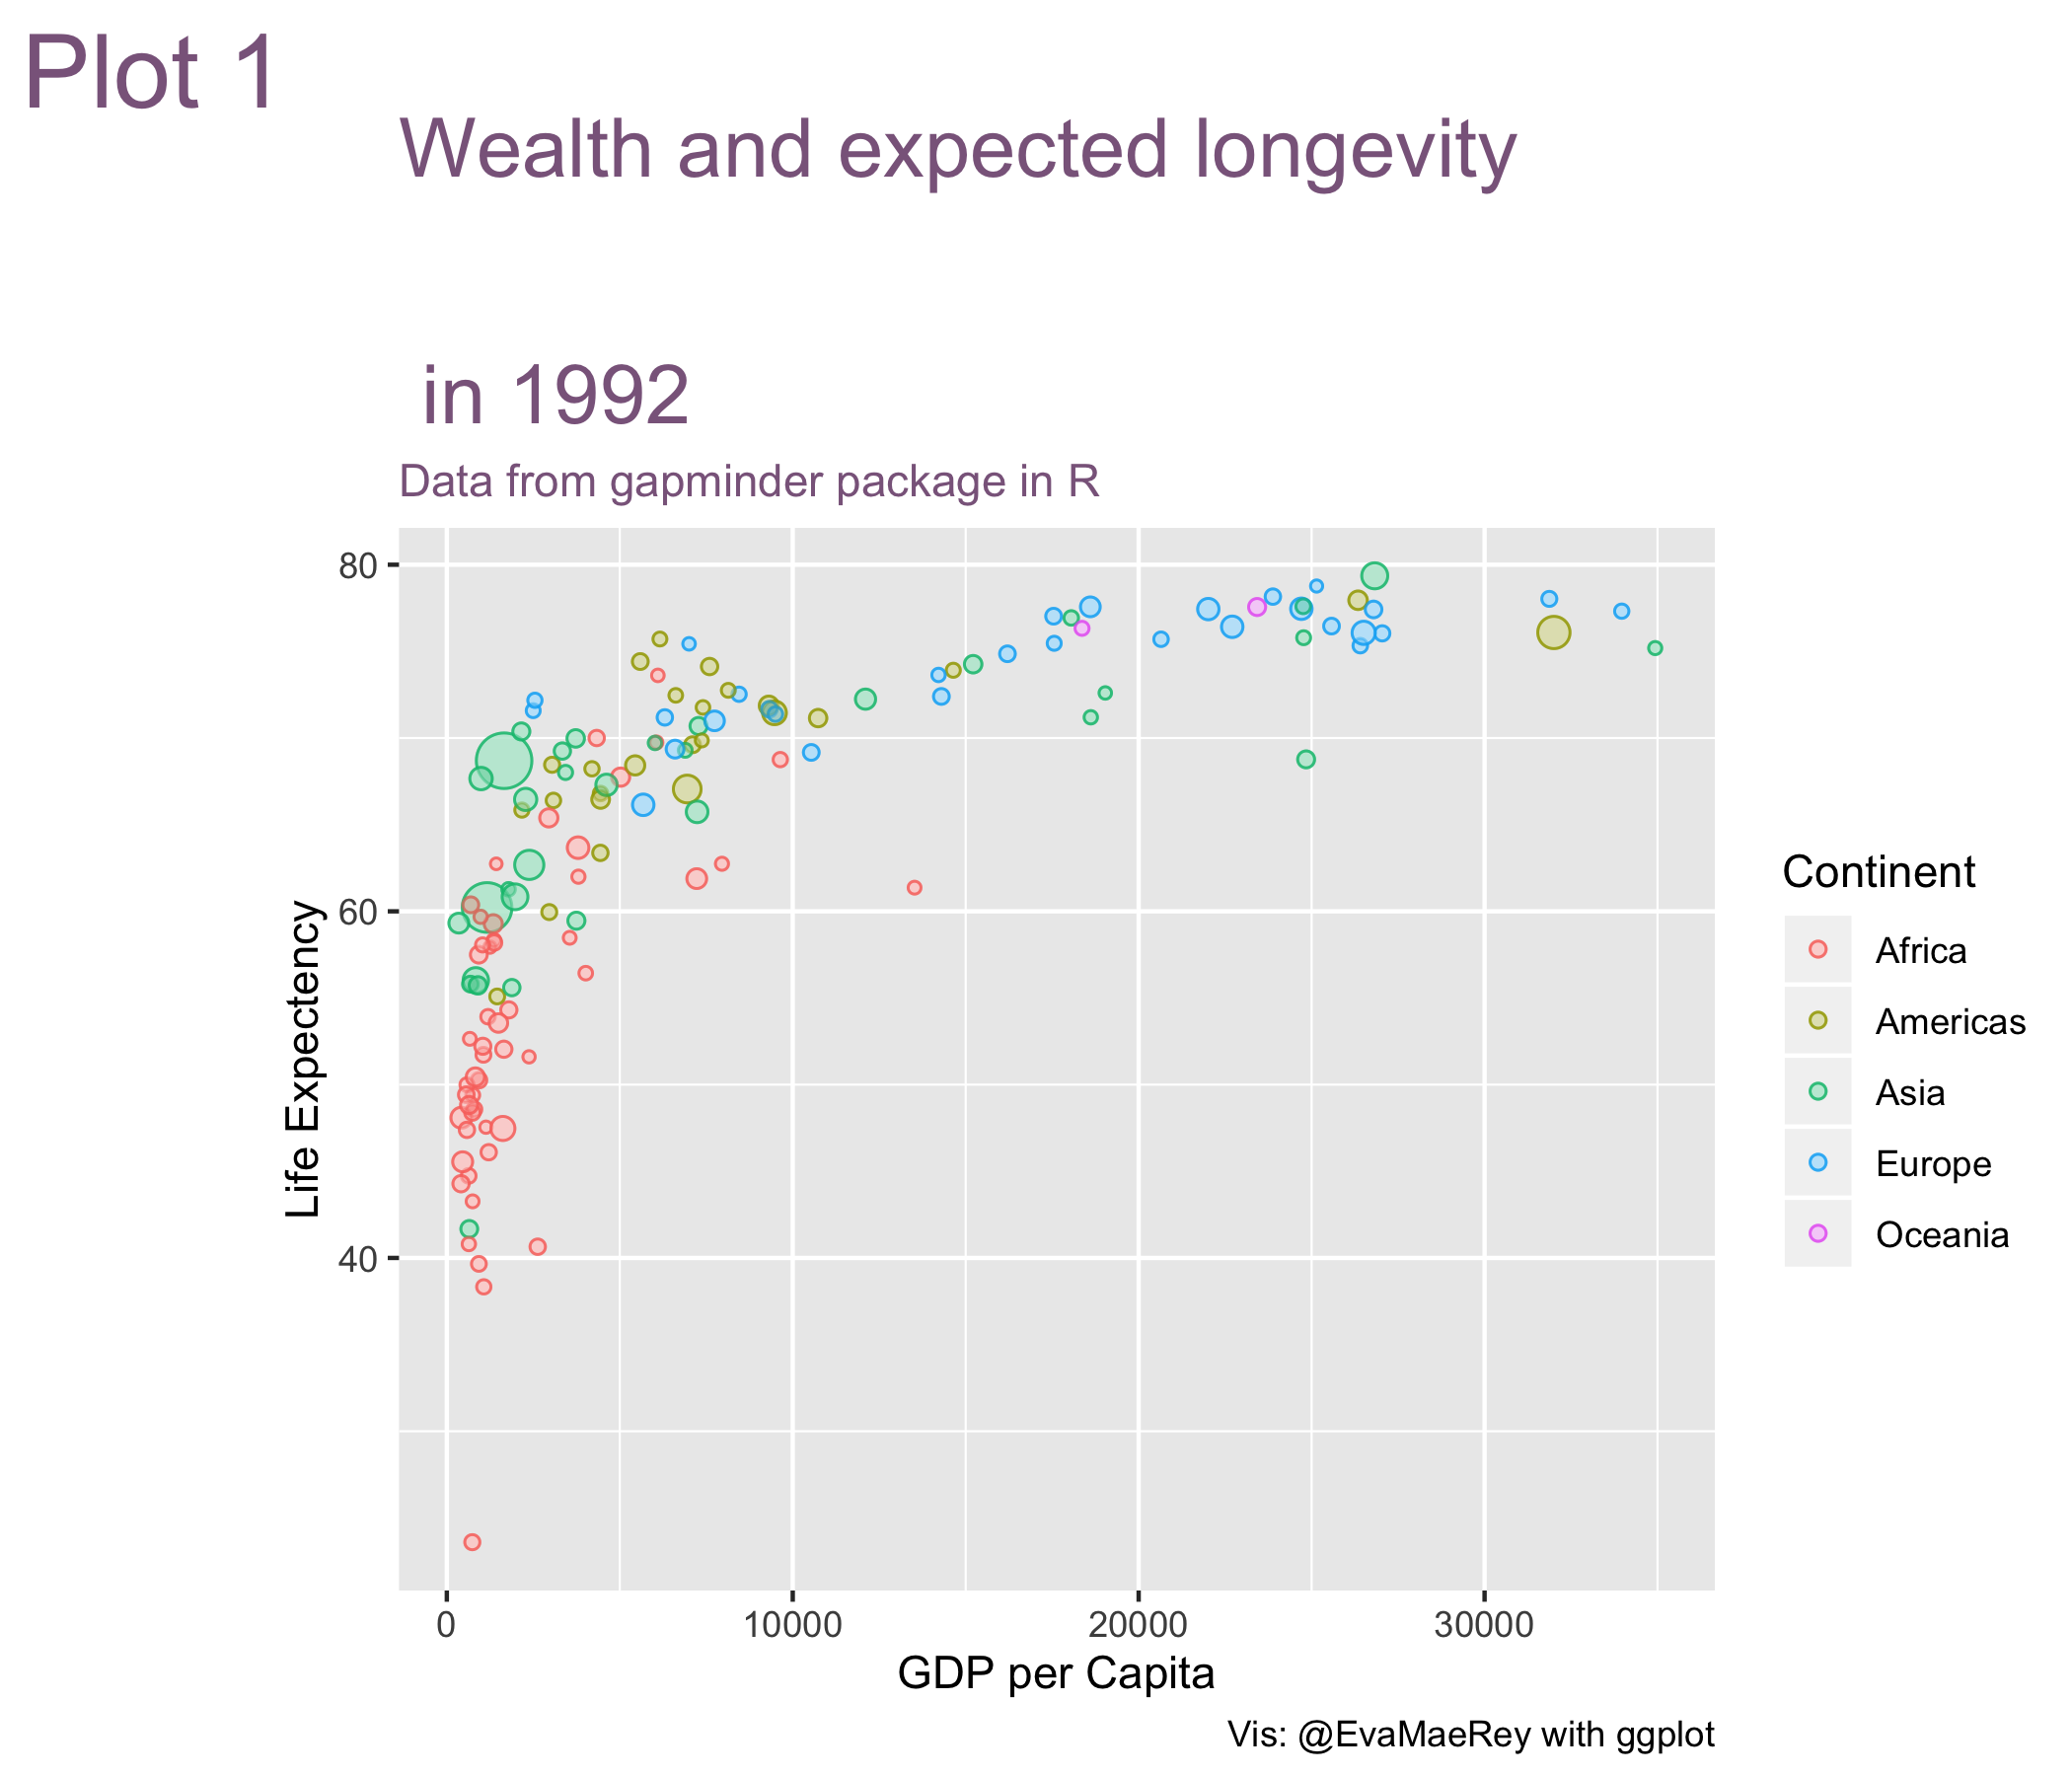 Plot 1
Wealth and expected longevity
in 1992
Data from gapminder package in R
80
60
40
Life Expectency
0 10000 20000 30000
GDP per Capita
Continent
Africa
Americas
Asia
Europe
Oceania
Vis: @EvaMaeRey with ggplot